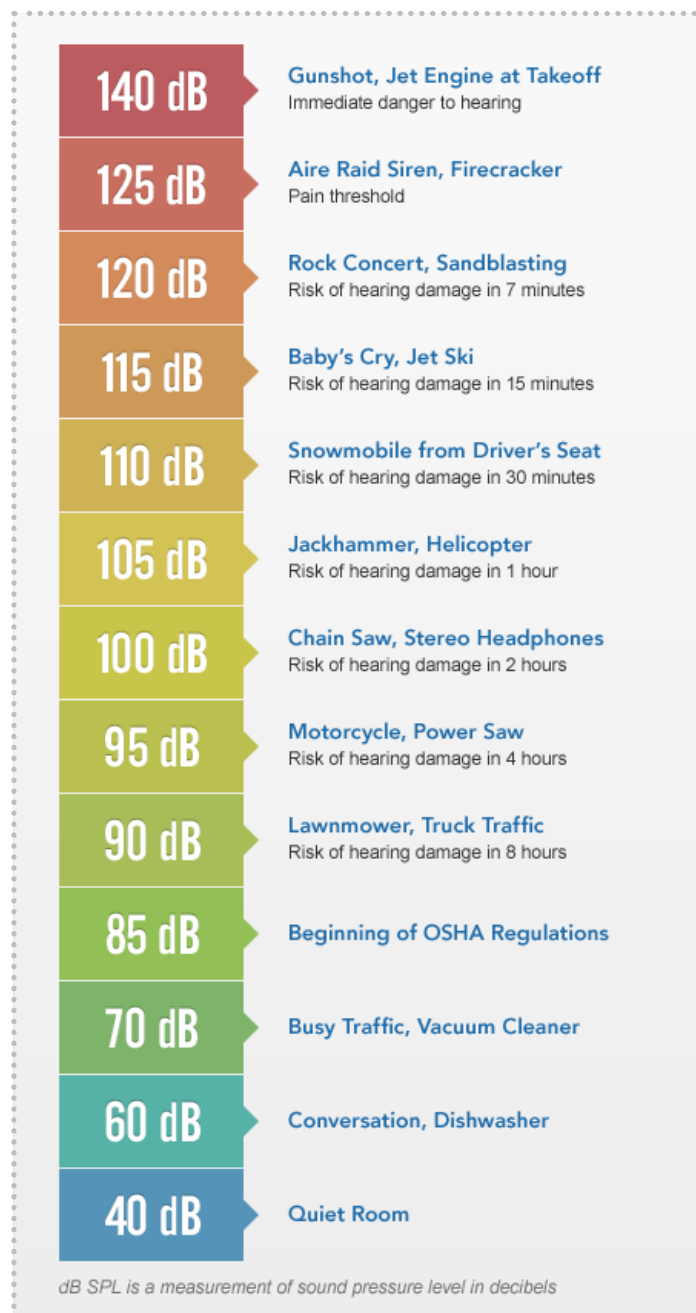 140 dB
Gunshot, Jet Engine at Takeoff
Immediate danger to hearing
125 dB
Aire Raid Siren, Firecracker
Pain threshold
120 dB
Rock Concert, Sandblasting
Risk of hearing damage in 7 minutes
115 dB
Baby’s Cry, Jet Ski
Risk of hearing damage in 15 minutes
110 dB
Snowmobile from Driver’s Seat
Risk of hearing damage in 30 minutes
105 dB
Jackhammer, Helicopter
Risk of hearing damage in 1 hour
100 dB
Chain Saw, Stereo Headphones
Risk of hearing damage in 2 hours
95 dB
Motorcycle, Power Saw
Risk of hearing damage in 4 hours
90 dB
Lawnmower, Truck Traffic
Risk of hearing damage in 8 hours
85 dB
Beginning of OSHA Regulations
70 dB
Busy Traffic, Vacuum Cleaner
60 dB
Conversation, Dishwasher
40 dB
Quiet Room
dB SPL is a measurement of sound pressure level in decibels